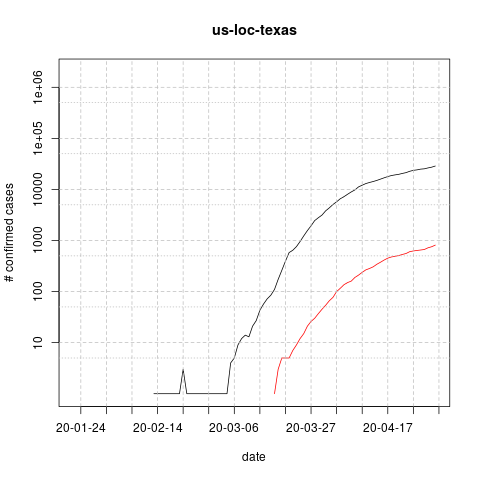 us-loc-texas
# confirmed cases
1e+06
1e+05
10000
1000
100
10
20-01-24 20-02-14 20-03-06 20-03-27 20-04-17
date